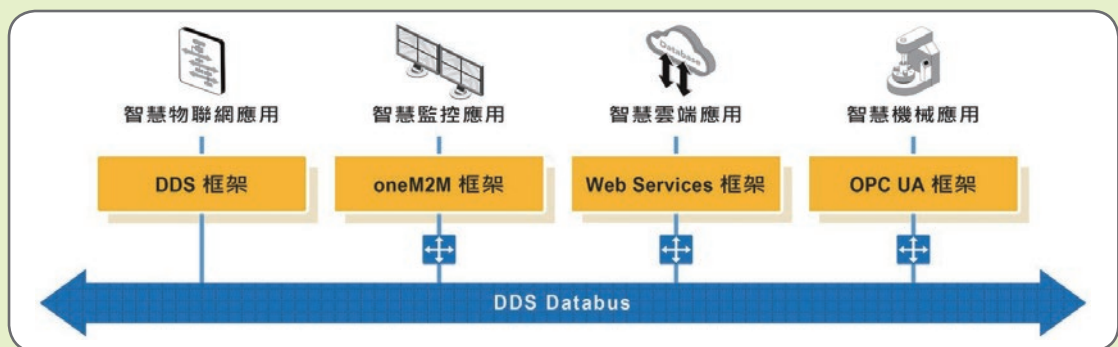 Database
智慧物聯網應用
智慧監控應用
智慧雲端應用
智慧機械應用
DDS 框架
oneM2M 框架
Web Services 框架
OPC UA 框架
DDS Databus